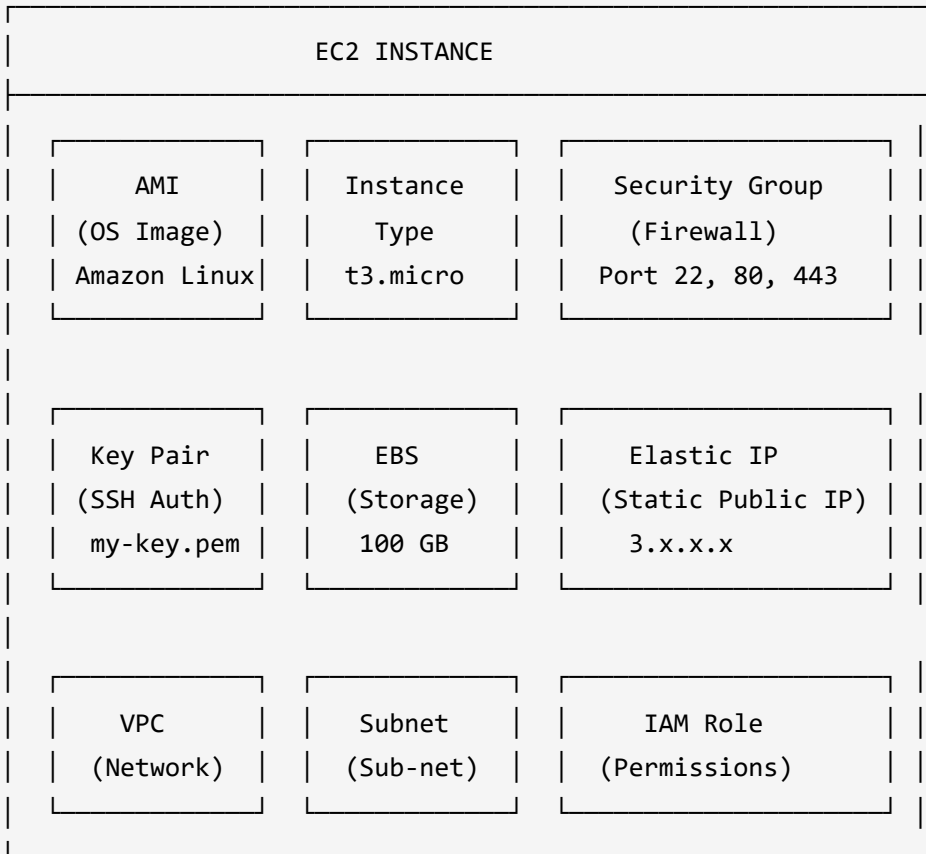 EC2 INSTANCE
AMI Instance Security Group
(OS Image) Type (Firewall)
Amazon Linux t3.micro Port 22, 80, 443
Key Pair EBS Elastic IP
(SSH Auth) (Storage) (Static Public IP)
my-key.pem 100 GB 3.x.x.x
VPC Subnet IAM Role
(Network) (Sub-net) (Permissions)